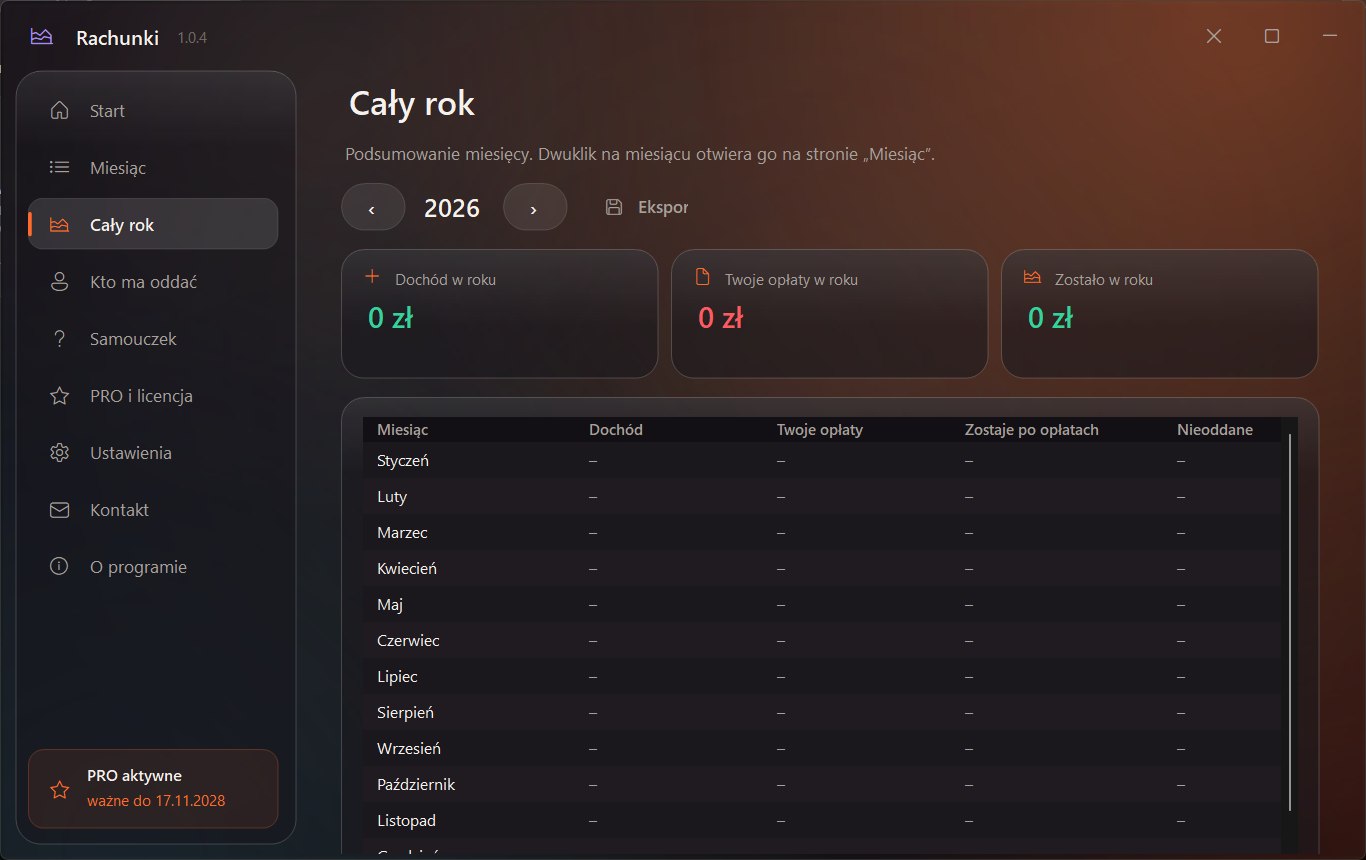 Rachunki 1.0.4
Start
Miesiąc
Cały rok
Kto ma oddać
Samouczek
PRO i licencja
Ustawienia
Kontakt
O programie
PRO aktywne
ważne do 17.11.2028
Cały rok
Podsumowanie miesięcy. Dwuklik na miesiącu otwiera go na stronie „Miesiąc”.
‹ 2026 › Ekspor
Dochód w roku
0 zł
Twoje opłaty w roku
0 zł
Zostało w roku
0 zł
Miesiąc Dochód Twoje opłaty Zostaje po opłatach Nieoddane
Styczeń – – – –
Luty – – – –
Marzec – – – –
Kwiecień – – – –
Maj – – – –
Czerwiec – – – –
Lipiec – – – –
Sierpień – – – –
Wrzesień – – – –
Październik – – – –
Listopad – – – –